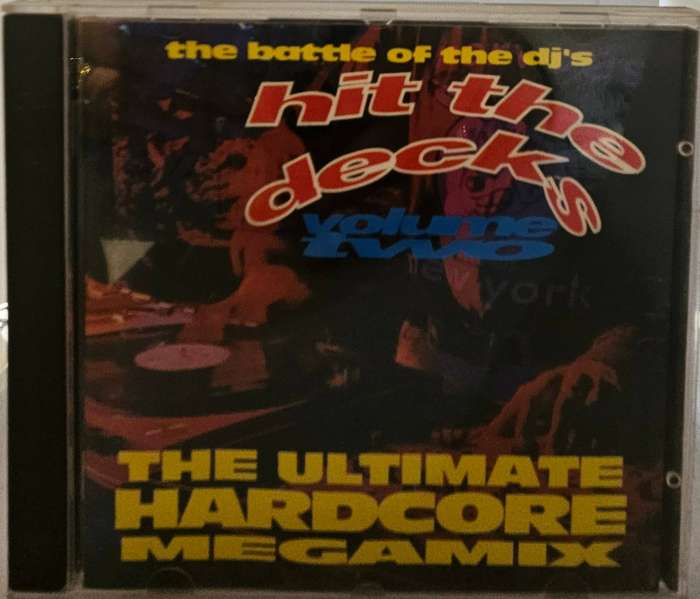 the battle of the dj's
hit the
decks
volume
two
york
THE ULTIMATE
HARDCORE
MEGAMIX